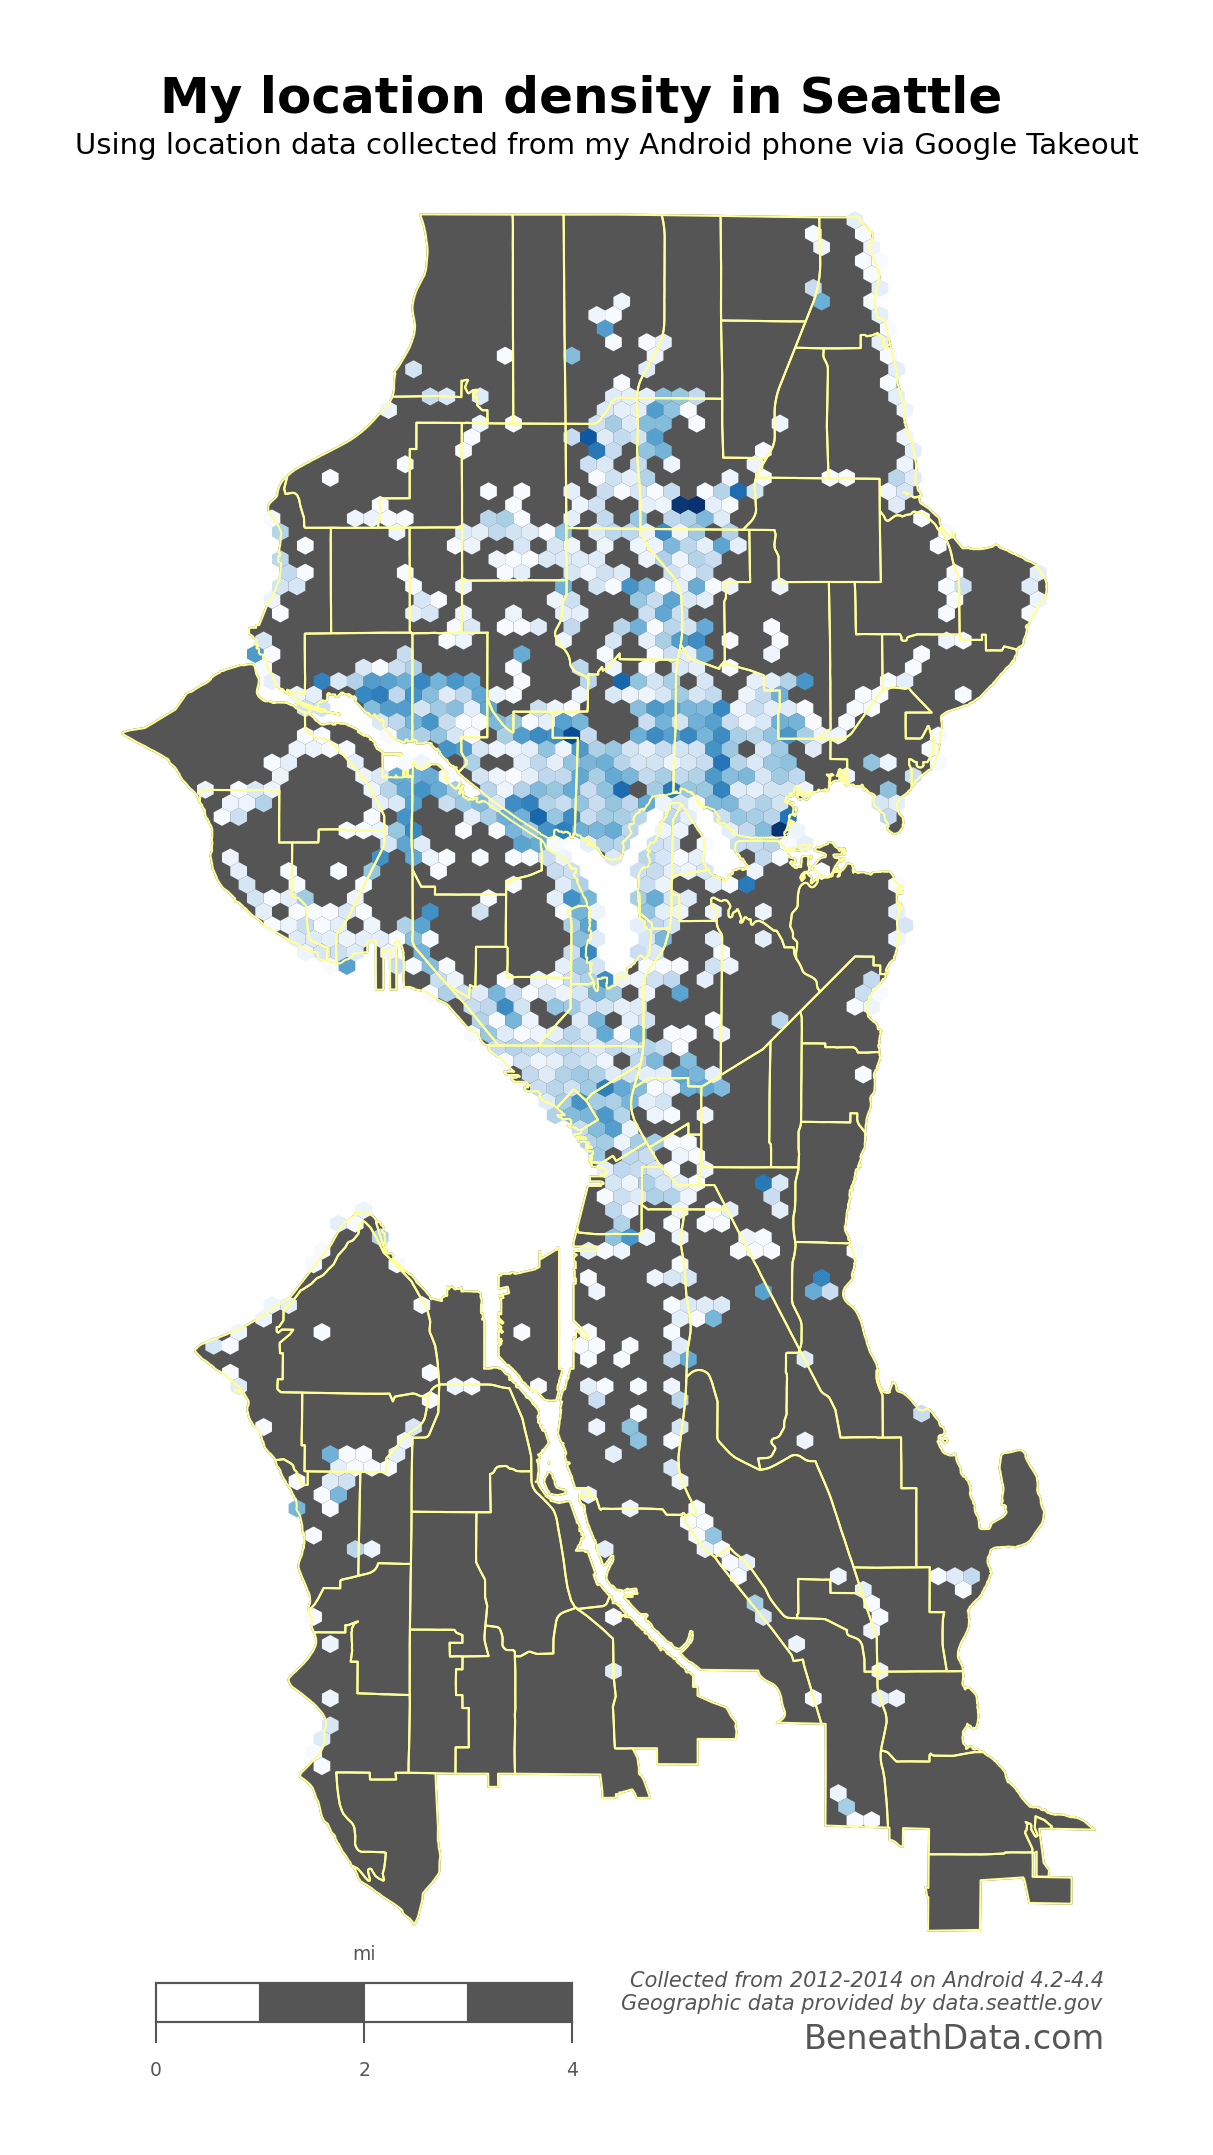 My location density in Seattle
Using location data collected from my Android phone via Google Takeout
mi
0 2 4
Collected from 2012-2014 on Android 4.2-4.4
Geographic data provided by data.seattle.gov
BeneathData.com